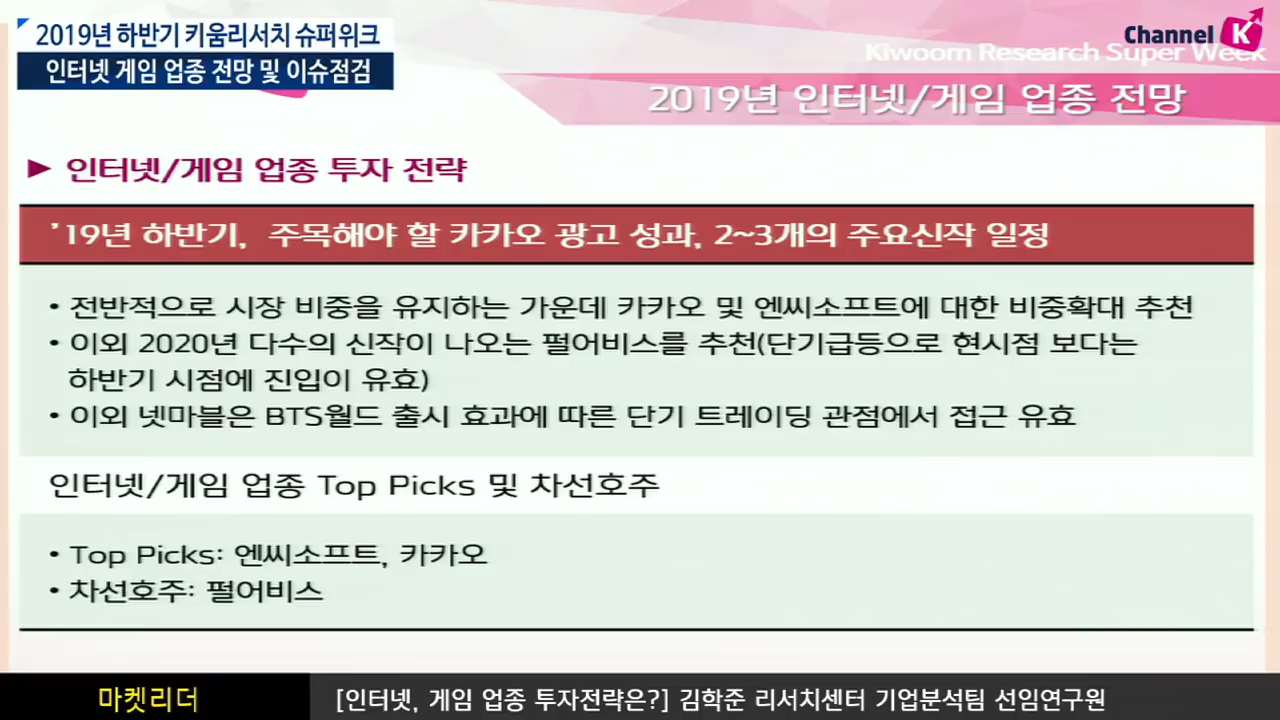 2019년 하반기 키움리서치 슈퍼위크
인터넷 게임 업종 전망 및 이슈점검
Channel K
Kiwoom Research Super Week
2019년 인터넷/게임 업종 전망
▶ 인터넷/게임 업종 투자 전략
'19년 하반기, 주목해야 할 카카오 광고 성과, 2~3개의 주요신작 일정
• 전반적으로 시장 비중을 유지하는 가운데 카카오 및 엔씨소프트에 대한 비중확대 추천
• 이외 2020년 다수의 신작이 나오는 펄어비스를 추천(단기급등으로 현시점 보다는
하반기 시점에 진입이 유효)
• 이외 넷마블은 BTS월드 출시 효과에 따른 단기 트레이딩 관점에서 접근 유효
인터넷/게임 업종 Top Picks 및 차선호주
• Top Picks: 엔씨소프트, 카카오
• 차선호주: 펄어비스
마켓리더
[인터넷, 게임 업종 투자전략은?] 김학준 리서치센터 기업분석팀 선임연구원